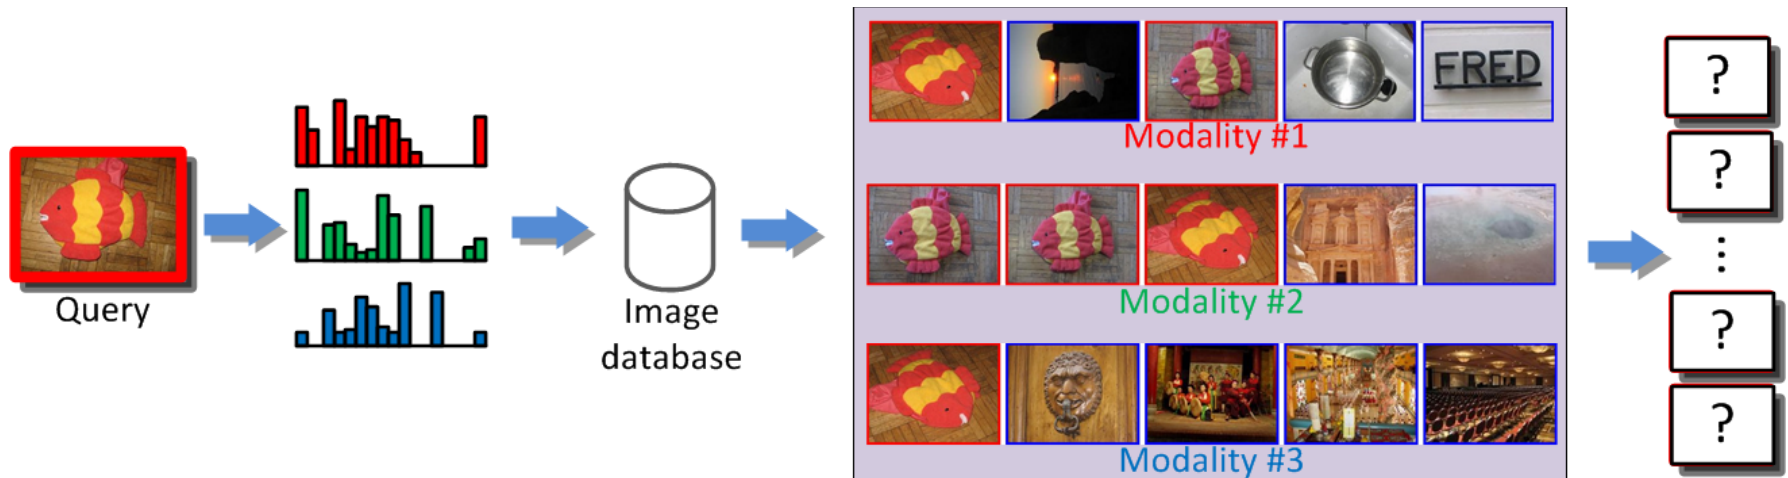 Query
Image
database
FRED
Modality #1
Modality #2
Modality #3
?
?
⋮
?
?